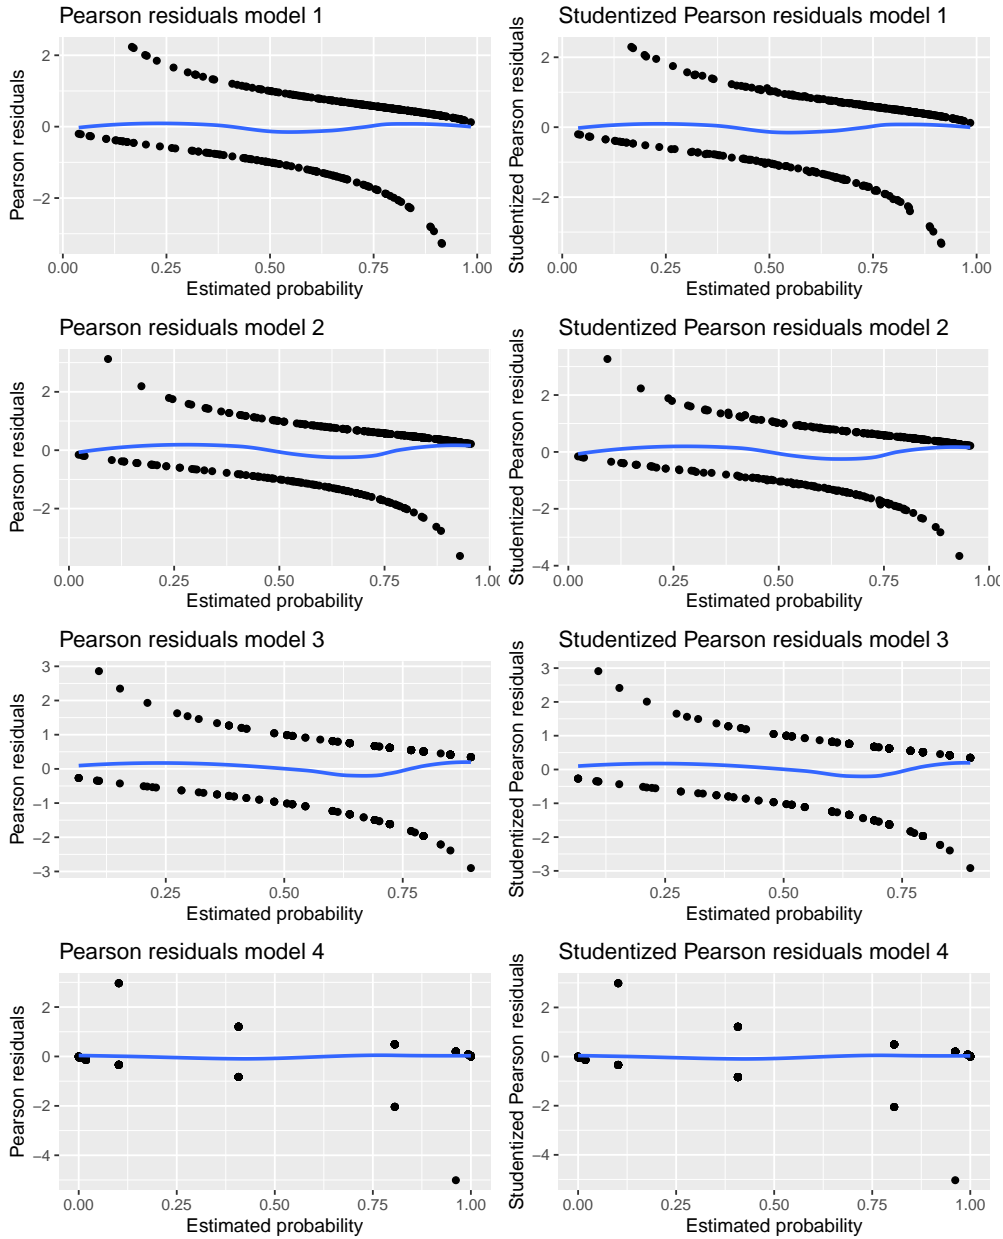 Pearson residuals model 1
Pearson residuals
2
0
−2
0.00 0.25 0.50 0.75 1.00
Estimated probability
Studentized Pearson residuals model 1
Studentized Pearson residuals
2
0
−2
0.00 0.25 0.50 0.75 1.00
Estimated probability
Pearson residuals model 2
Pearson residuals
2
0
−2
0.00 0.25 0.50 0.75 1.00
Estimated probability
Studentized Pearson residuals model 2
Studentized Pearson residuals
2
0
−2
−4
0.00 0.25 0.50 0.75 1.00
Estimated probability
Pearson residuals model 3
Pearson residuals
3
2
1
0
−1
−2
−3
0.25 0.50 0.75
Estimated probability
Studentized Pearson residuals model 3
Studentized Pearson residuals
3
2
1
0
−1
−2
−3
0.25 0.50 0.75
Estimated probability
Pearson residuals model 4
Pearson residuals
2
0
−2
−4
0.00 0.25 0.50 0.75 1.00
Estimated probability
Studentized Pearson residuals model 4
Studentized Pearson residuals
2
0
−2
−4
0.00 0.25 0.50 0.75 1.00
Estimated probability